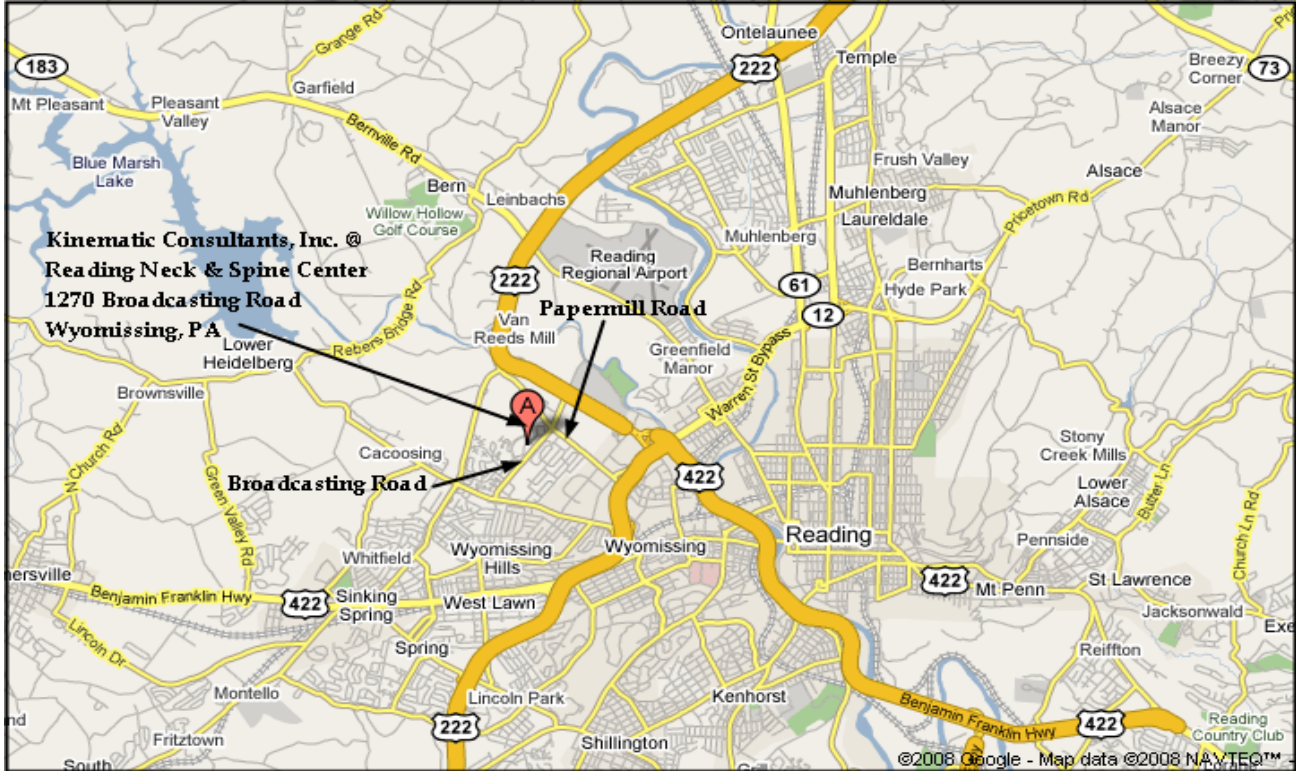 Ontelaunee
Grange Rd
183
222
Temple
Breezy
Corner
73
Garfield
Mt Pleasant
Pleasant
Valley
Alsace
Manor
Bernville Rd
Blue Marsh
Lake
Frush Valley
Alsace
Bern
Leinbachs
Muhlenberg
Laureldale
Pricetown Rd
Willow Hollow
Golf Course
Muhlenberg
Kinematic Consultants, Inc. @
Reading Neck & Spine Center
1270 Broadcasting Road
Wyomissing, PA
Reading
Regional Airport
Bernharts
222
61
Hyde Park
Papermill Road
12
Van
Reeds Mill
Rebers Bridge Rd
Lower
Heidelberg
Greenfield
Manor
Warren St Bypass
Brownsville
A
N Church Rd
Cacoosing
Stony
Creek Mills
Green Valley Rd
Broadcasting Road
422
Lower
Alsace
Butter Ln
Church Ln Rd
Reading
Pennside
Whitfield
Wyomissing
Hills
Wyomissing
nersville
Benjamin Franklin Hwy
422
Sinking
Spring
West Lawn
422
Mt Penn
St Lawrence
Jacksonwald
Exe
Lincoln Dr
Spring
Reiffton
Montello
Lincoln Park
Kenhorst
222
Benjamin Franklin Hwy
422
Reading
Country Club
nd
Fritztown
Shillington
South
©2008 Google - Map data ©2008 NAVTEQ™ -